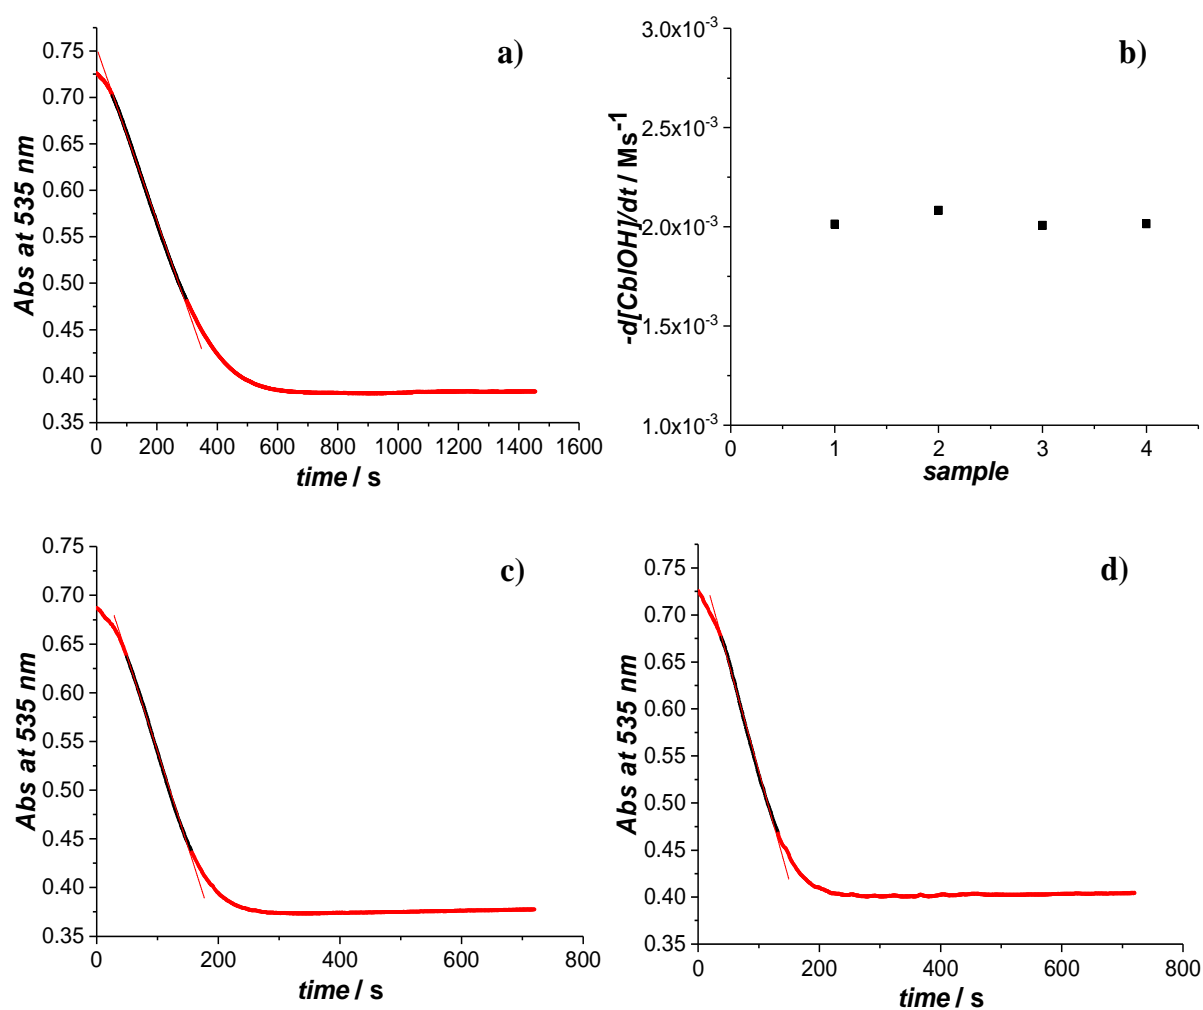 a)
0.75
0.70
0.65
0.60
0.55
0.50
0.45
0.40
0.35
0 200 400 600 800 1000 1200 1400 1600
Abs at 535 nm
time / s
b)
3.0x10⁻³
2.5x10⁻³
2.0x10⁻³
1.5x10⁻³
1.0x10⁻³
0 1 2 3 4
-d[CblOH]/dt / Ms⁻¹
sample
c)
0.75
0.70
0.65
0.60
0.55
0.50
0.45
0.40
0.35
0 200 400 600 800
Abs at 535 nm
time / s
d)
0.75
0.70
0.65
0.60
0.55
0.50
0.45
0.40
0.35
0 200 400 600 800
Abs at 535 nm
time / s